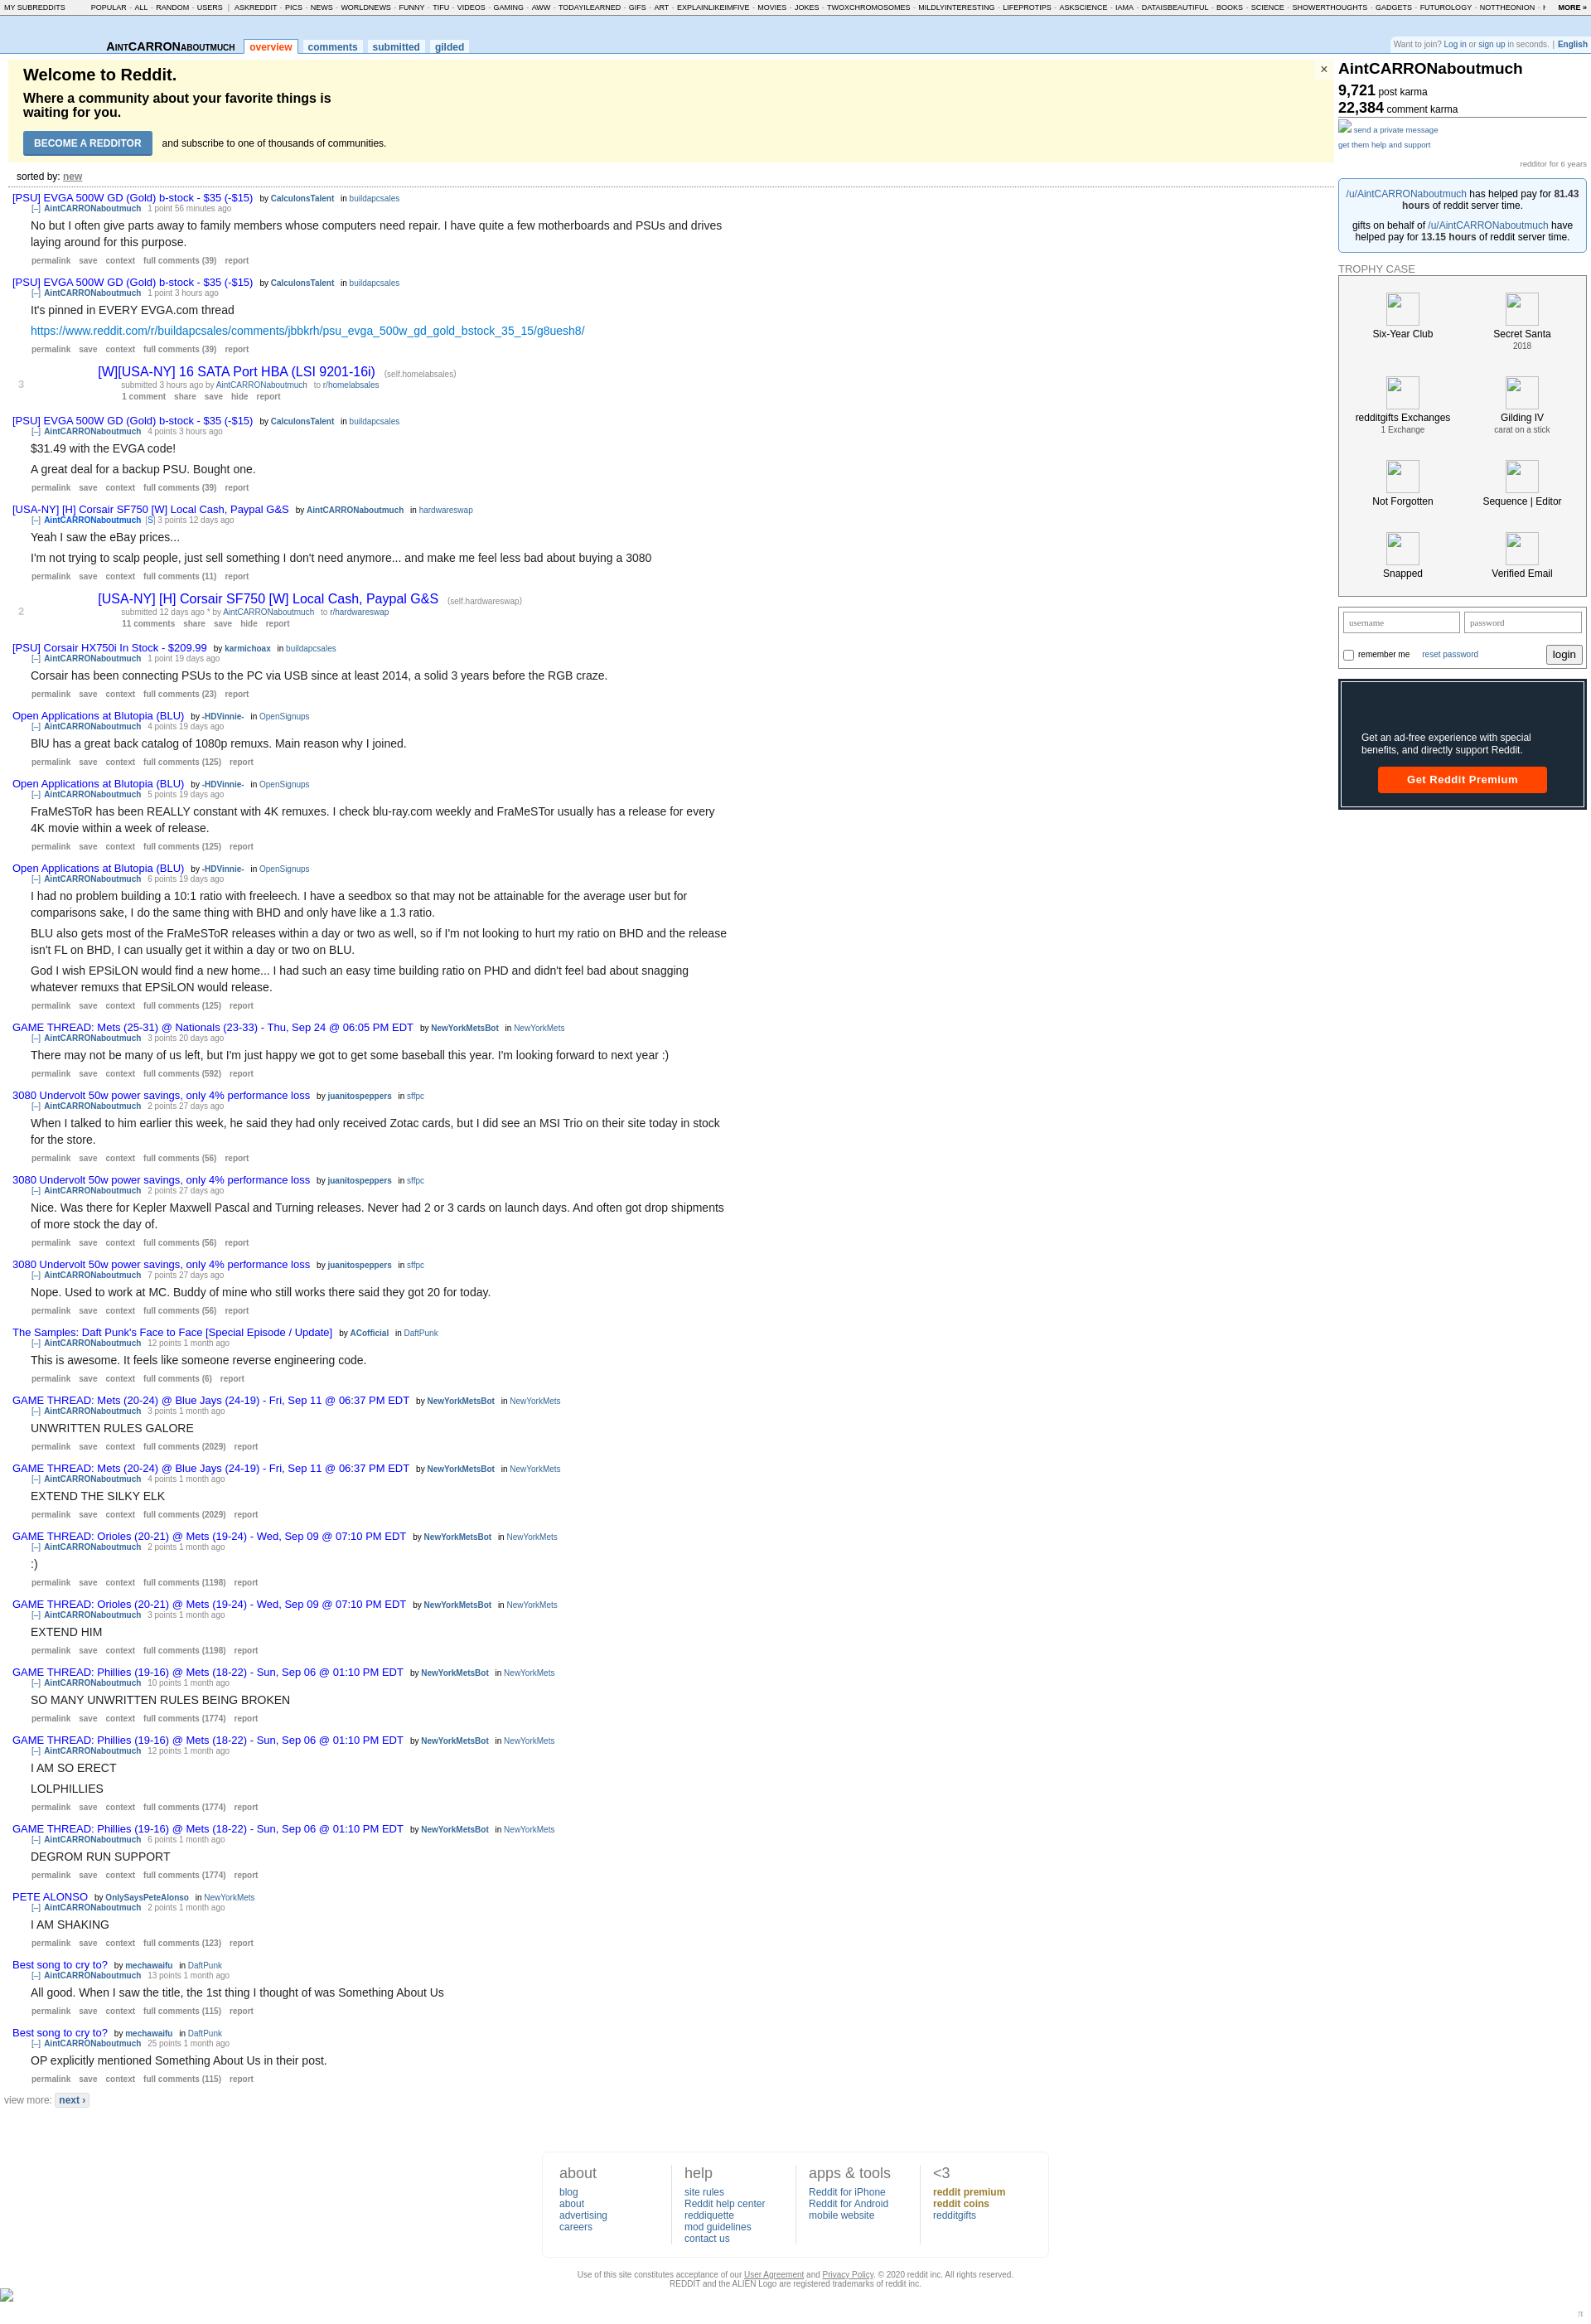 MY SUBREDDITS POPULAR - ALL - RANDOM - USERS | ASKREDDIT - PICS - NEWS - WORLDNEWS - FUNNY - TIFU - VIDEOS - GAMING - AWW - TODAYILEARNED - GIFS - ART - EXPLAINLIKEIMFIVE - MOVIES - JOKES - TWOXCHROMOSOMES - MILDLYINTERESTING - LIFEPROTIPS - ASKSCIENCE - IAMA - DATAISBEAUTIFUL - BOOKS - SCIENCE - SHOWERTHOUGHTS - GADGETS - FUTUROLOGY - NOTTHEONION - MORE »
AINTCARRONABOUTMUCH overview comments submitted gilded
Want to join? Log in or sign up in seconds. | English
Welcome to Reddit.
Where a community about your favorite things is
waiting for you.
BECOME A REDDITOR and subscribe to one of thousands of communities.
×
sorted by: new
[PSU] EVGA 500W GD (Gold) b-stock - $35 (-$15) by CalculonsTalent in buildapcsales
[–] AintCARRONaboutmuch 1 point 56 minutes ago
No but I often give parts away to family members whose computers need repair. I have quite a few motherboards and PSUs and drives
laying around for this purpose.
permalink save context full comments (39) report
[PSU] EVGA 500W GD (Gold) b-stock - $35 (-$15) by CalculonsTalent in buildapcsales
[–] AintCARRONaboutmuch 1 point 3 hours ago
It's pinned in EVERY EVGA.com thread
https://www.reddit.com/r/buildapcsales/comments/jbbkrh/psu_evga_500w_gd_gold_bstock_35_15/g8uesh8/
permalink save context full comments (39) report
3
[W][USA-NY] 16 SATA Port HBA (LSI 9201-16i) (self.homelabsales)
submitted 3 hours ago by AintCARRONaboutmuch to r/homelabsales
1 comment share save hide report
[PSU] EVGA 500W GD (Gold) b-stock - $35 (-$15) by CalculonsTalent in buildapcsales
[–] AintCARRONaboutmuch 4 points 3 hours ago
$31.49 with the EVGA code!
A great deal for a backup PSU. Bought one.
permalink save context full comments (39) report
[USA-NY] [H] Corsair SF750 [W] Local Cash, Paypal G&S by AintCARRONaboutmuch in hardwareswap
[–] AintCARRONaboutmuch [S] 3 points 12 days ago
Yeah I saw the eBay prices...
I'm not trying to scalp people, just sell something I don't need anymore... and make me feel less bad about buying a 3080
permalink save context full comments (11) report
2
[USA-NY] [H] Corsair SF750 [W] Local Cash, Paypal G&S (self.hardwareswap)
submitted 12 days ago * by AintCARRONaboutmuch to r/hardwareswap
11 comments share save hide report
[PSU] Corsair HX750i In Stock - $209.99 by karmichoax in buildapcsales
[–] AintCARRONaboutmuch 1 point 19 days ago
Corsair has been connecting PSUs to the PC via USB since at least 2014, a solid 3 years before the RGB craze.
permalink save context full comments (23) report
Open Applications at Blutopia (BLU) by -HDVinnie- in OpenSignups
[–] AintCARRONaboutmuch 4 points 19 days ago
BlU has a great back catalog of 1080p remuxs. Main reason why I joined.
permalink save context full comments (125) report
Open Applications at Blutopia (BLU) by -HDVinnie- in OpenSignups
[–] AintCARRONaboutmuch 5 points 19 days ago
FraMeSToR has been REALLY constant with 4K remuxes. I check blu-ray.com weekly and FraMeSTor usually has a release for every
4K movie within a week of release.
permalink save context full comments (125) report
Open Applications at Blutopia (BLU) by -HDVinnie- in OpenSignups
[–] AintCARRONaboutmuch 6 points 19 days ago
I had no problem building a 10:1 ratio with freeleech. I have a seedbox so that may not be attainable for the average user but for
comparisons sake, I do the same thing with BHD and only have like a 1.3 ratio.
BLU also gets most of the FraMeSToR releases within a day or two as well, so if I'm not looking to hurt my ratio on BHD and the release
isn't FL on BHD, I can usually get it within a day or two on BLU.
God I wish EPSiLON would find a new home... I had such an easy time building ratio on PHD and didn't feel bad about snagging
whatever remuxs that EPSiLON would release.
permalink save context full comments (125) report
GAME THREAD: Mets (25-31) @ Nationals (23-33) - Thu, Sep 24 @ 06:05 PM EDT by NewYorkMetsBot in NewYorkMets
[–] AintCARRONaboutmuch 3 points 20 days ago
There may not be many of us left, but I'm just happy we got to get some baseball this year. I'm looking forward to next year :)
permalink save context full comments (592) report
3080 Undervolt 50w power savings, only 4% performance loss by juanitospeppers in sffpc
[–] AintCARRONaboutmuch 2 points 27 days ago
When I talked to him earlier this week, he said they had only received Zotac cards, but I did see an MSI Trio on their site today in stock
for the store.
permalink save context full comments (56) report
3080 Undervolt 50w power savings, only 4% performance loss by juanitospeppers in sffpc
[–] AintCARRONaboutmuch 2 points 27 days ago
Nice. Was there for Kepler Maxwell Pascal and Turning releases. Never had 2 or 3 cards on launch days. And often got drop shipments
of more stock the day of.
permalink save context full comments (56) report
3080 Undervolt 50w power savings, only 4% performance loss by juanitospeppers in sffpc
[–] AintCARRONaboutmuch 7 points 27 days ago
Nope. Used to work at MC. Buddy of mine who still works there said they got 20 for today.
permalink save context full comments (56) report
The Samples: Daft Punk's Face to Face [Special Episode / Update] by ACofficial in DaftPunk
[–] AintCARRONaboutmuch 12 points 1 month ago
This is awesome. It feels like someone reverse engineering code.
permalink save context full comments (6) report
GAME THREAD: Mets (20-24) @ Blue Jays (24-19) - Fri, Sep 11 @ 06:37 PM EDT by NewYorkMetsBot in NewYorkMets
[–] AintCARRONaboutmuch 3 points 1 month ago
UNWRITTEN RULES GALORE
permalink save context full comments (2029) report
GAME THREAD: Mets (20-24) @ Blue Jays (24-19) - Fri, Sep 11 @ 06:37 PM EDT by NewYorkMetsBot in NewYorkMets
[–] AintCARRONaboutmuch 4 points 1 month ago
EXTEND THE SILKY ELK
permalink save context full comments (2029) report
GAME THREAD: Orioles (20-21) @ Mets (19-24) - Wed, Sep 09 @ 07:10 PM EDT by NewYorkMetsBot in NewYorkMets
[–] AintCARRONaboutmuch 2 points 1 month ago
:)
permalink save context full comments (1198) report
GAME THREAD: Orioles (20-21) @ Mets (19-24) - Wed, Sep 09 @ 07:10 PM EDT by NewYorkMetsBot in NewYorkMets
[–] AintCARRONaboutmuch 3 points 1 month ago
EXTEND HIM
permalink save context full comments (1198) report
GAME THREAD: Phillies (19-16) @ Mets (18-22) - Sun, Sep 06 @ 01:10 PM EDT by NewYorkMetsBot in NewYorkMets
[–] AintCARRONaboutmuch 10 points 1 month ago
SO MANY UNWRITTEN RULES BEING BROKEN
permalink save context full comments (1774) report
GAME THREAD: Phillies (19-16) @ Mets (18-22) - Sun, Sep 06 @ 01:10 PM EDT by NewYorkMetsBot in NewYorkMets
[–] AintCARRONaboutmuch 12 points 1 month ago
I AM SO ERECT
LOLPHILLIES
permalink save context full comments (1774) report
GAME THREAD: Phillies (19-16) @ Mets (18-22) - Sun, Sep 06 @ 01:10 PM EDT by NewYorkMetsBot in NewYorkMets
[–] AintCARRONaboutmuch 6 points 1 month ago
DEGROM RUN SUPPORT
permalink save context full comments (1774) report
PETE ALONSO by OnlySaysPeteAlonso in NewYorkMets
[–] AintCARRONaboutmuch 2 points 1 month ago
I AM SHAKING
permalink save context full comments (123) report
Best song to cry to? by mechawaifu in DaftPunk
[–] AintCARRONaboutmuch 13 points 1 month ago
All good. When I saw the title, the 1st thing I thought of was Something About Us
permalink save context full comments (115) report
Best song to cry to? by mechawaifu in DaftPunk
[–] AintCARRONaboutmuch 25 points 1 month ago
OP explicitly mentioned Something About Us in their post.
permalink save context full comments (115) report
view more: next ›
AintCARRONaboutmuch
9,721 post karma
22,384 comment karma
send a private message
get them help and support
redditor for 6 years
/u/AintCARRONaboutmuch has helped pay for 81.43
hours of reddit server time.
gifts on behalf of /u/AintCARRONaboutmuch have
helped pay for 13.15 hours of reddit server time.
TROPHY CASE
Six-Year Club
Secret Santa
2018
redditgifts Exchanges
1 Exchange
Gilding IV
carat on a stick
Not Forgotten
Sequence | Editor
Snapped
Verified Email
username password
remember me reset password login
Get an ad-free experience with special
benefits, and directly support Reddit.
Get Reddit Premium
about
blog
about
advertising
careers
help
site rules
Reddit help center
reddiquette
mod guidelines
contact us
apps & tools
Reddit for iPhone
Reddit for Android
mobile website
<3
reddit premium
reddit coins
redditgifts
Use of this site constitutes acceptance of our User Agreement and Privacy Policy. © 2020 reddit inc. All rights reserved.
REDDIT and the ALIEN Logo are registered trademarks of reddit inc.
π